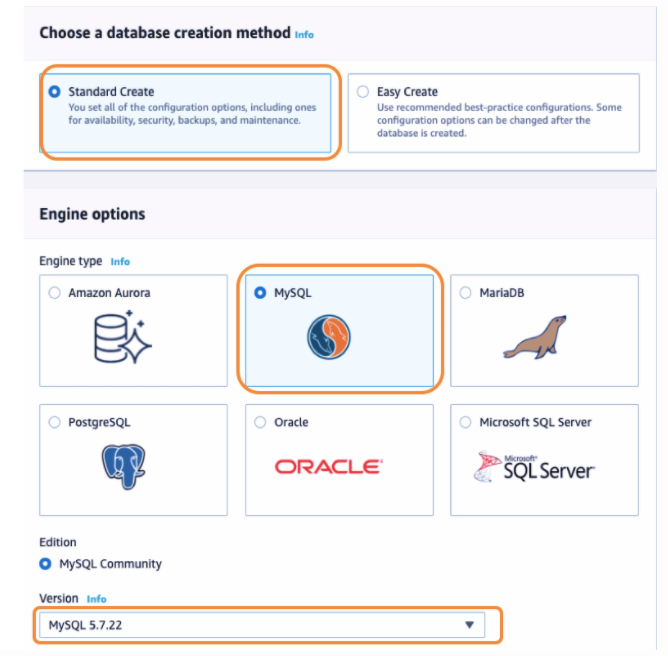 Choose a database creation method Info
Standard Create
You set all of the configuration options, including ones
for availability, security, backups, and maintenance.
Easy Create
Use recommended best-practice configurations. Some
configuration options can be changed after the
database is created.
Engine options
Engine type Info
Amazon Aurora
MySQL
MariaDB
PostgreSQL
Oracle
ORACLE
Microsoft SQL Server
Microsoft
SQL Server
Edition
MySQL Community
Version Info
MySQL 5.7.22